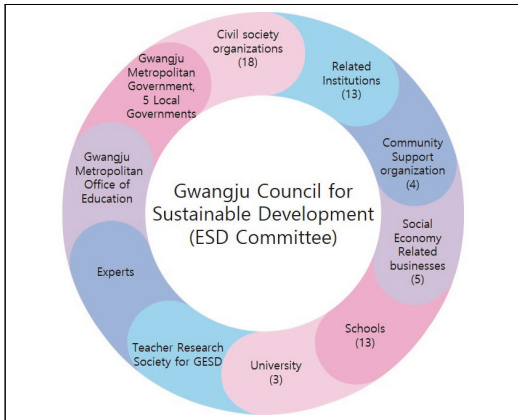 Civil society
organizations
(18)
Related
Institutions
(13)
Community
Support
organization
(4)
Social
Economy
Related
businesses
(5)
Schools
(13)
University
(3)
Teacher Research
Society for GESD
Experts
Gwangju
Metropolitan
Office of
Education
Gwangju
Metropolitan
Government,
5 Local
Governments
Gwangju Council for
Sustainable Development
(ESD Committee)